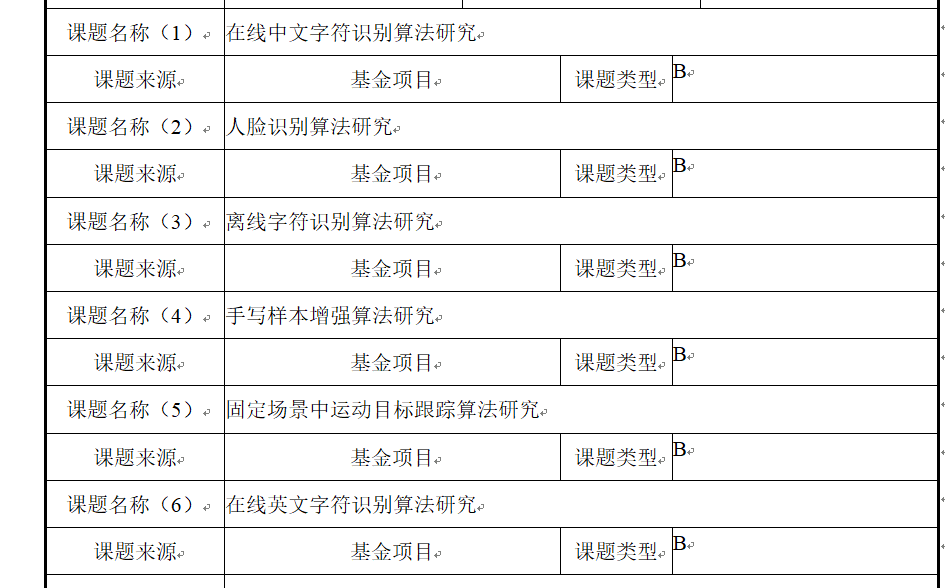 课题名称（1） 在线中文字符识别算法研究
课题来源 基金项目 课题类型 B
课题名称（2） 人脸识别算法研究
课题来源 基金项目 课题类型 B
课题名称（3） 离线字符识别算法研究
课题来源 基金项目 课题类型 B
课题名称（4） 手写样本增强算法研究
课题来源 基金项目 课题类型 B
课题名称（5） 固定场景中运动目标跟踪算法研究
课题来源 基金项目 课题类型 B
课题名称（6） 在线英文字符识别算法研究
课题来源 基金项目 课题类型 B